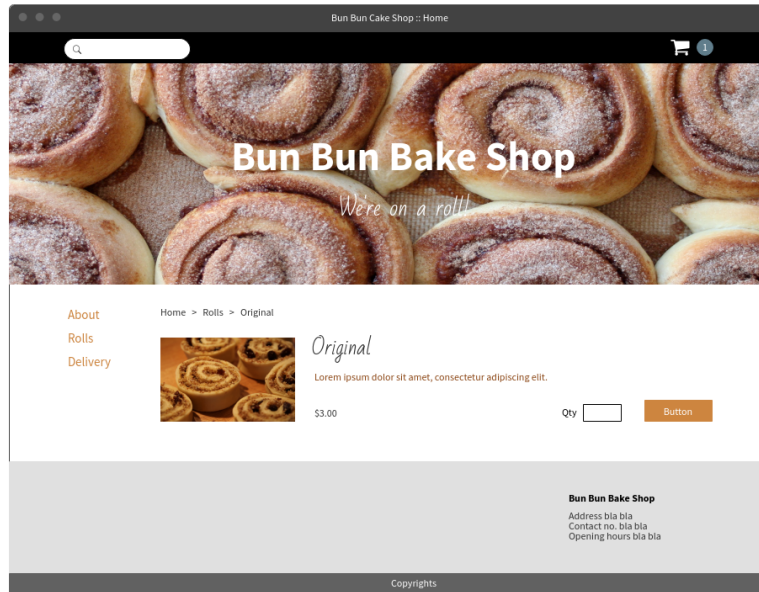 Bun Bun Cake Shop :: Home
1
Bun Bun Bake Shop
We're on a roll!
About
Rolls
Delivery
Home > Rolls > Original
Original
Lorem ipsum dolor sit amet, consectetur adipiscing elit.
$3.00
Qty
Button
Bun Bun Bake Shop
Address bla bla
Contact no. bla bla
Opening hours bla bla
Copyrights